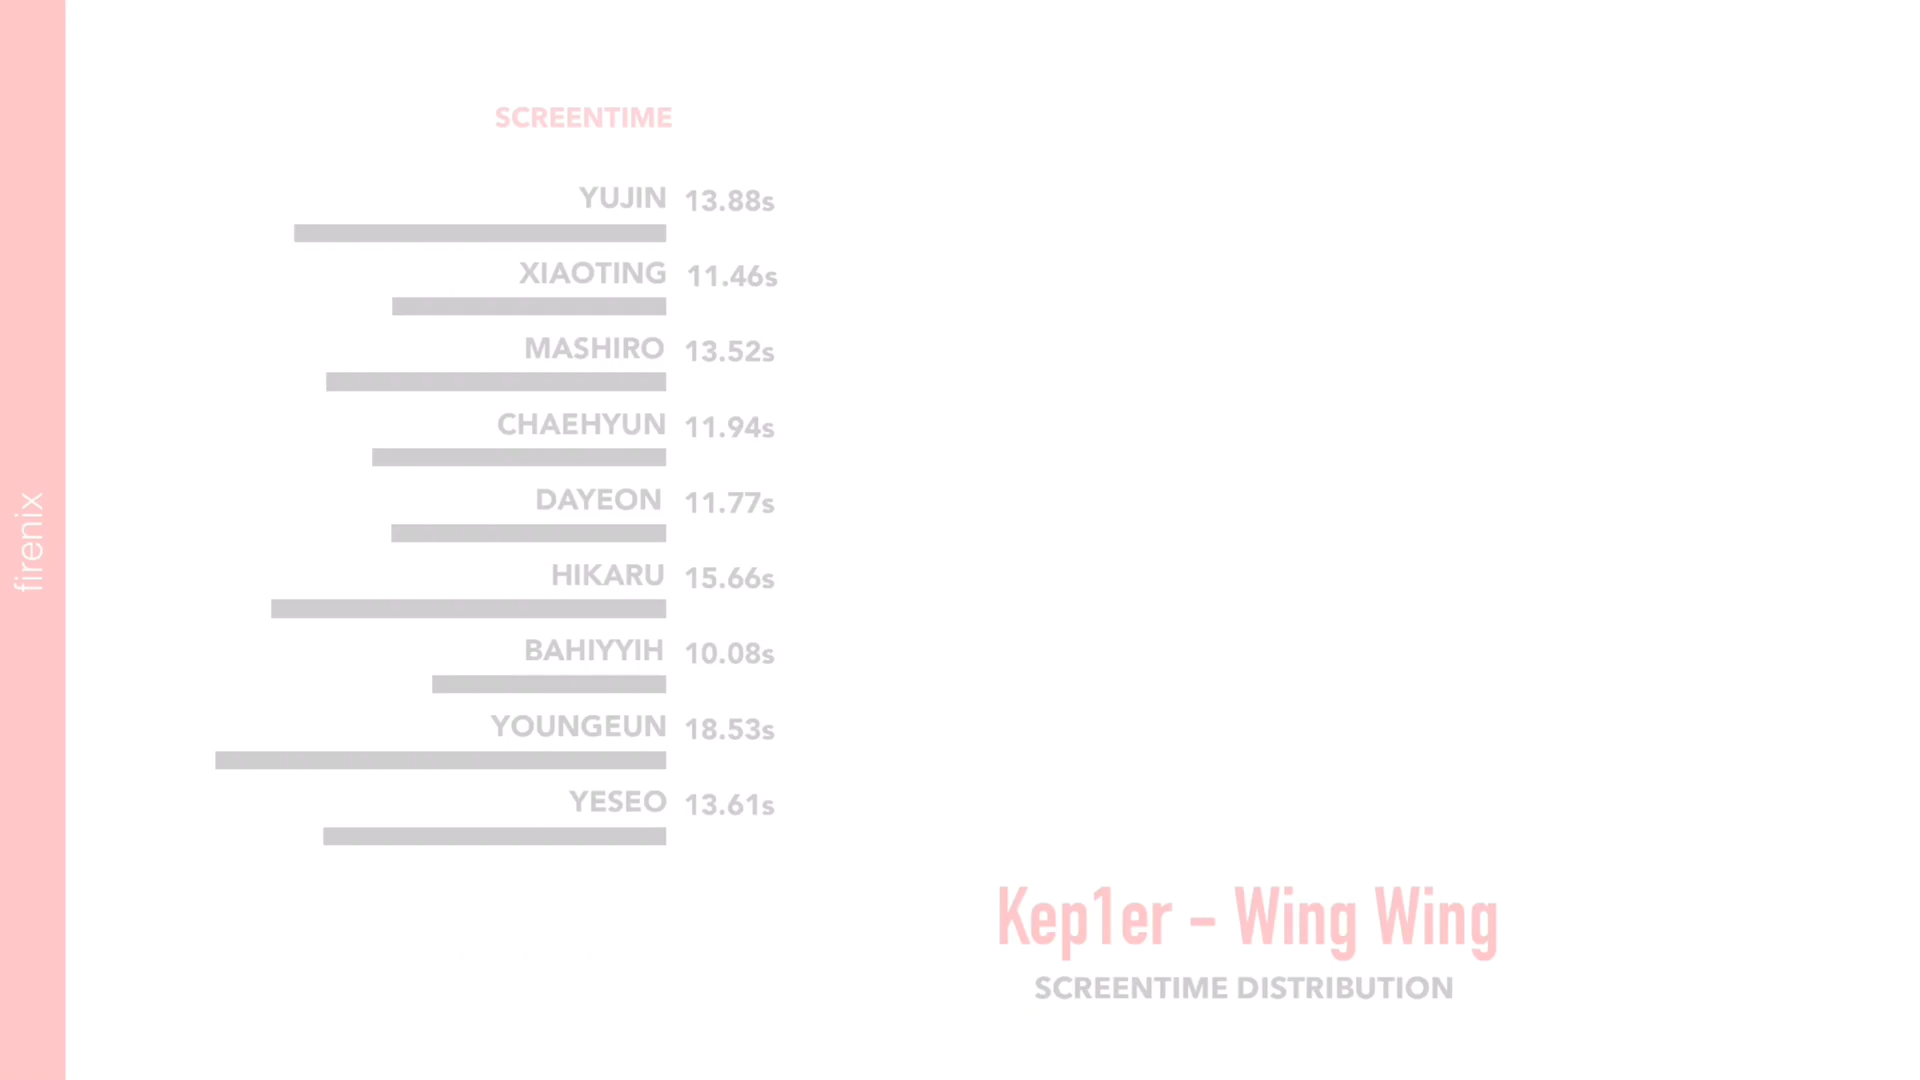 firenix
SCREENTIME
YUJIN 13.88s
XIAOTING 11.46s
MASHIRO 13.52s
CHAEHYUN 11.94s
DAYEON 11.77s
HIKARU 15.66s
BAHIYYIH 10.08s
YOUNGEUN 18.53s
YESEO 13.61s
Kep1er - Wing Wing
SCREENTIME DISTRIBUTION